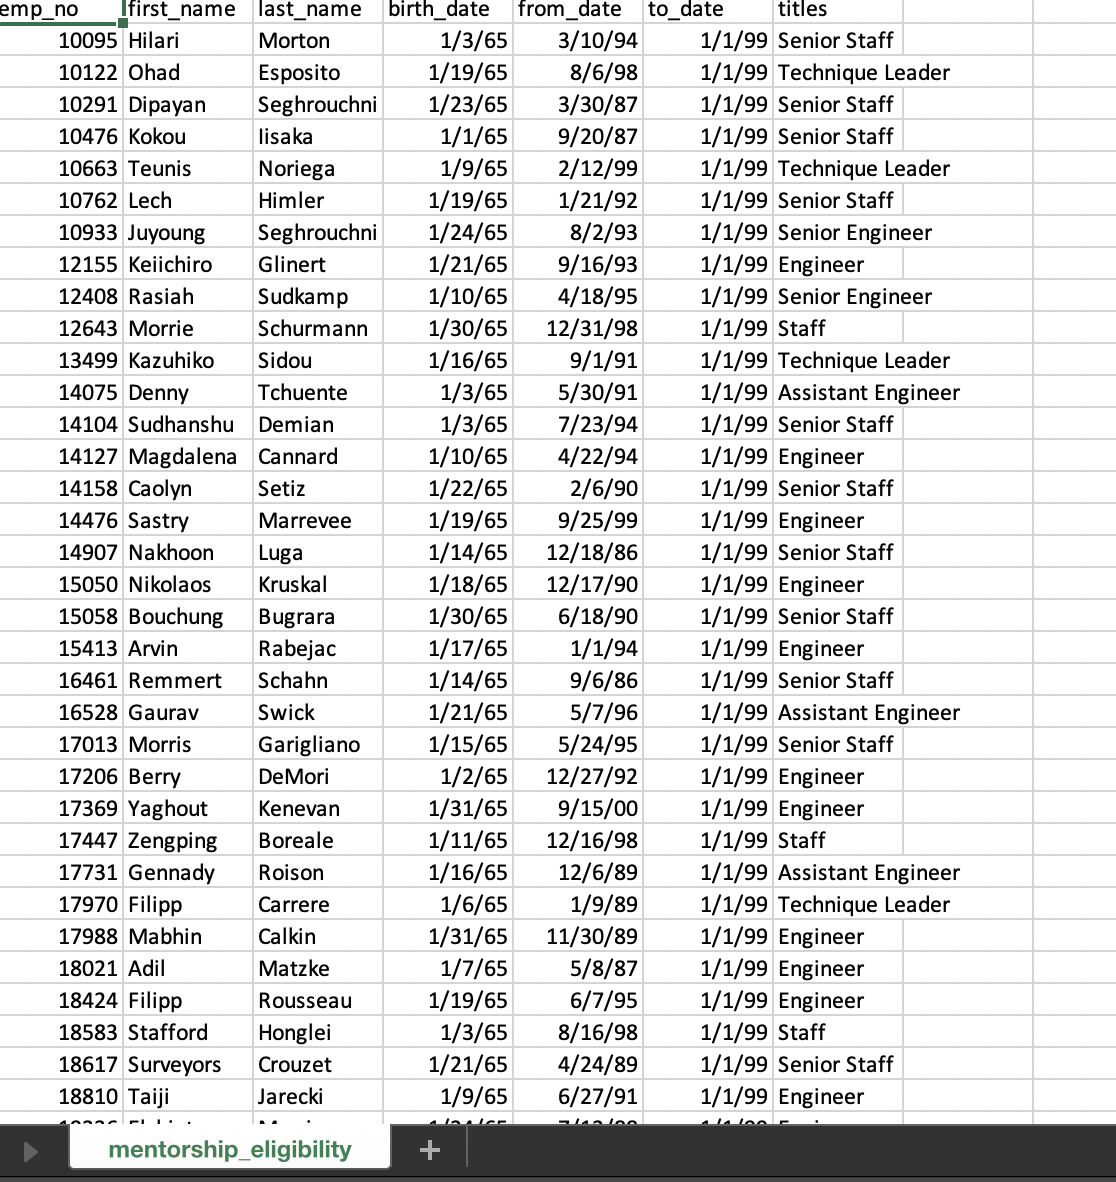 emp_no first_name last_name birth_date from_date to_date titles
10095 Hilari Morton 1/3/65 3/10/94 1/1/99 Senior Staff
10122 Ohad Esposito 1/19/65 8/6/98 1/1/99 Technique Leader
10291 Dipayan Seghrouchni 1/23/65 3/30/87 1/1/99 Senior Staff
10476 Kokou Iisaka 1/1/65 9/20/87 1/1/99 Senior Staff
10663 Teunis Noriega 1/9/65 2/12/99 1/1/99 Technique Leader
10762 Lech Himler 1/19/65 1/21/92 1/1/99 Senior Staff
10933 Juyoung Seghrouchni 1/24/65 8/2/93 1/1/99 Senior Engineer
12155 Keiichiro Glinert 1/21/65 9/16/93 1/1/99 Engineer
12408 Rasiah Sudkamp 1/10/65 4/18/95 1/1/99 Senior Engineer
12643 Morrie Schurmann 1/30/65 12/31/98 1/1/99 Staff
13499 Kazuhiko Sidou 1/16/65 9/1/91 1/1/99 Technique Leader
14075 Denny Tchuente 1/3/65 5/30/91 1/1/99 Assistant Engineer
14104 Sudhanshu Demian 1/3/65 7/23/94 1/1/99 Senior Staff
14127 Magdalena Cannard 1/10/65 4/22/94 1/1/99 Engineer
14158 Caolyn Setiz 1/22/65 2/6/90 1/1/99 Senior Staff
14476 Sastry Marrevee 1/19/65 9/25/99 1/1/99 Engineer
14907 Nakhoon Luga 1/14/65 12/18/86 1/1/99 Senior Staff
15050 Nikolaos Kruskal 1/18/65 12/17/90 1/1/99 Engineer
15058 Bouchung Bugrara 1/30/65 6/18/90 1/1/99 Senior Staff
15413 Arvin Rabejac 1/17/65 1/1/94 1/1/99 Engineer
16461 Remmert Schahn 1/14/65 9/6/86 1/1/99 Senior Staff
16528 Gaurav Swick 1/21/65 5/7/96 1/1/99 Assistant Engineer
17013 Morris Garigliano 1/15/65 5/24/95 1/1/99 Senior Staff
17206 Berry DeMori 1/2/65 12/27/92 1/1/99 Engineer
17369 Yaghout Kenevan 1/31/65 9/15/00 1/1/99 Engineer
17447 Zengping Boreale 1/11/65 12/16/98 1/1/99 Staff
17731 Gennady Roison 1/16/65 12/6/89 1/1/99 Assistant Engineer
17970 Filipp Carrere 1/6/65 1/9/89 1/1/99 Technique Leader
17988 Mabhin Calkin 1/31/65 11/30/89 1/1/99 Engineer
18021 Adil Matzke 1/7/65 5/8/87 1/1/99 Engineer
18424 Filipp Rousseau 1/19/65 6/7/95 1/1/99 Engineer
18583 Stafford Honglei 1/3/65 8/16/98 1/1/99 Staff
18617 Surveyors Crouzet 1/21/65 4/24/89 1/1/99 Senior Staff
18810 Taiji Jarecki 1/9/65 6/27/91 1/1/99 Engineer
mentorship_eligibility